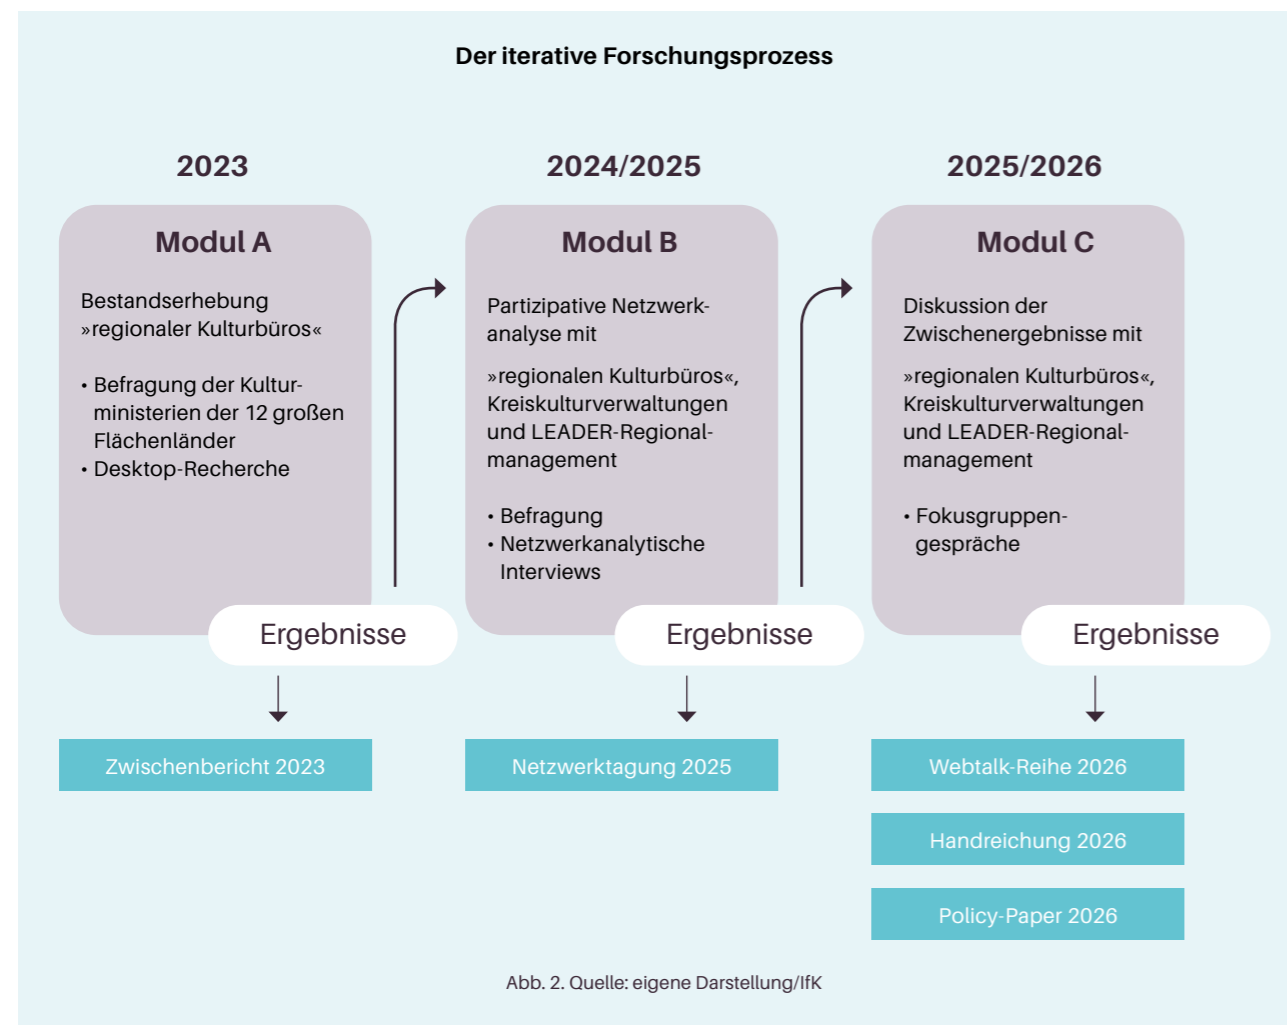 Der iterative Forschungsprozess
2023
Modul A
Bestandserhebung
»regionaler Kulturbüros«
• Befragung der Kultur-
ministerien der 12 großen
Flächenländer
• Desktop-Recherche
Ergebnisse
Zwischenbericht 2023
2024/2025
Modul B
Partizipative Netzwerk-
analyse mit
»regionalen Kulturbüros«,
Kreiskulturverwaltungen
und LEADER-Regional-
management
• Befragung
• Netzwerkanalytische
Interviews
Ergebnisse
Netzwerktagung 2025
2025/2026
Modul C
Diskussion der
Zwischenergebnisse mit
»regionalen Kulturbüros«,
Kreiskulturverwaltungen
und LEADER-Regional-
management
• Fokusgruppen-
gespräche
Ergebnisse
Webtalk-Reihe 2026
Handreichung 2026
Policy-Paper 2026
Abb. 2. Quelle: eigene Darstellung/IfK